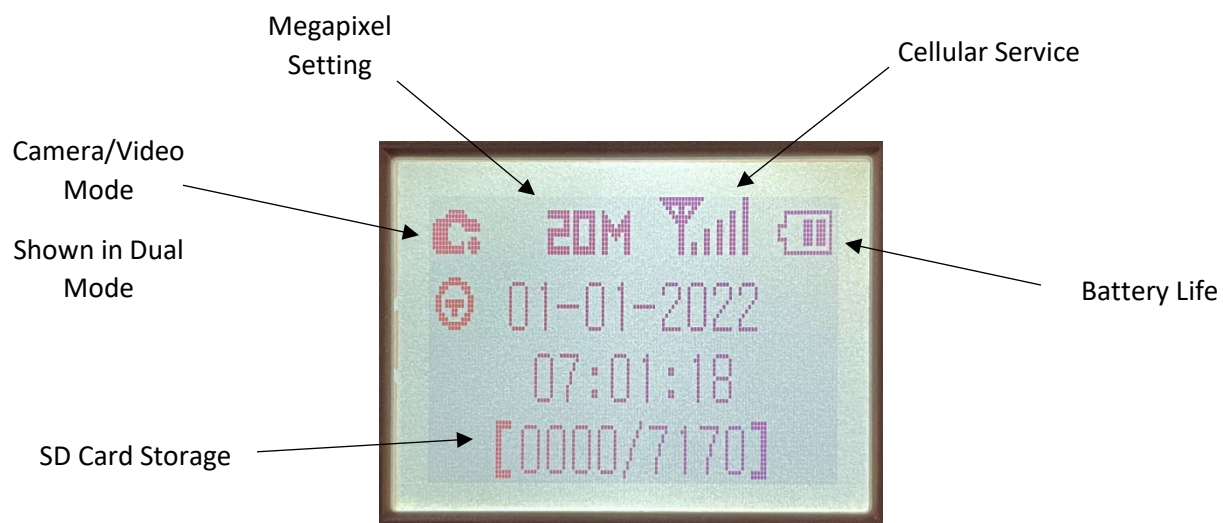 Megapixel
Setting
Cellular Service
Camera/Video
Mode
Shown in Dual
Mode
20M
01-01-2022
Battery Life
07:01:18
SD Card Storage
[0000/7170]